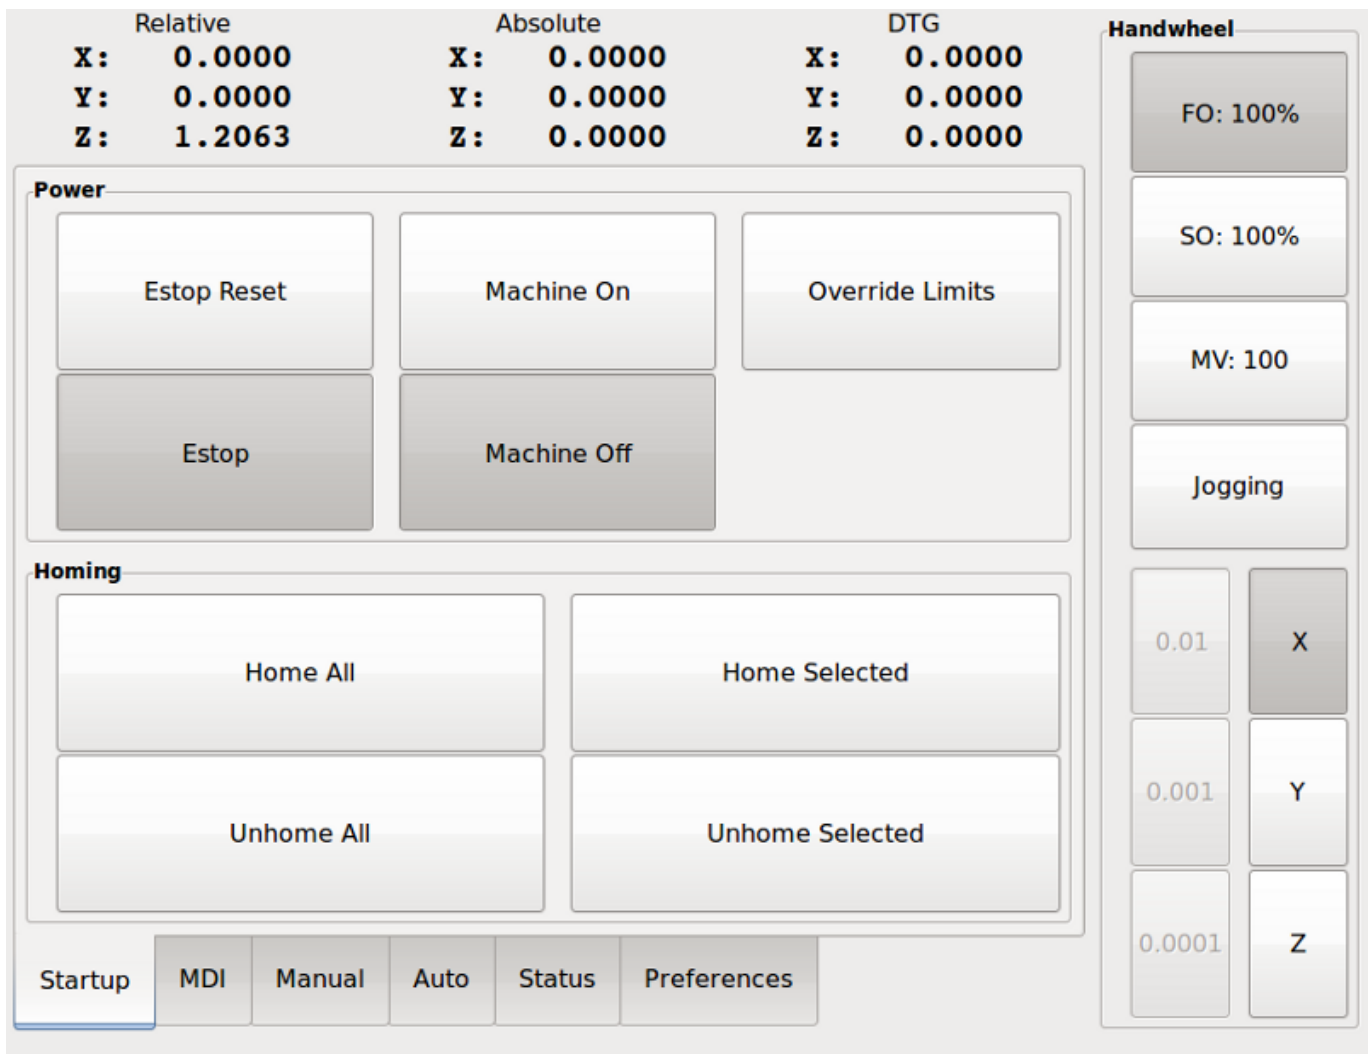 Relative Absolute DTG
X: 0.0000 X: 0.0000 X: 0.0000
Y: 0.0000 Y: 0.0000 Y: 0.0000
Z: 1.2063 Z: 0.0000 Z: 0.0000
Power
Estop Reset Machine On Override Limits
Estop Machine Off
Homing
Home All Home Selected
Unhome All Unhome Selected
Startup MDI Manual Auto Status Preferences
Handwheel
FO: 100%
SO: 100%
MV: 100
Jogging
0.01 X
0.001 Y
0.0001 Z